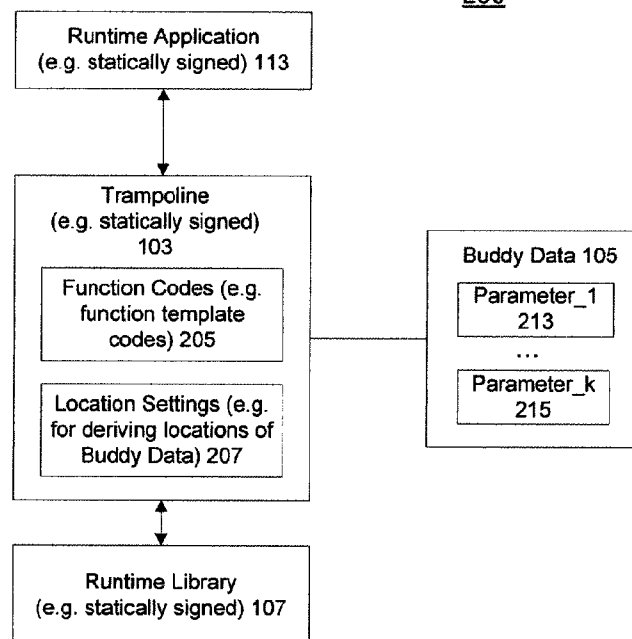 Runtime Application
(e.g. statically signed) 113
Trampoline
(e.g. statically signed)
103
Function Codes (e.g.
function template
codes) 205
Location Settings (e.g.
for deriving locations of
Buddy Data) 207
Buddy Data 105
Parameter_1
213
...
Parameter_k
215
Runtime Library
(e.g. statically signed) 107